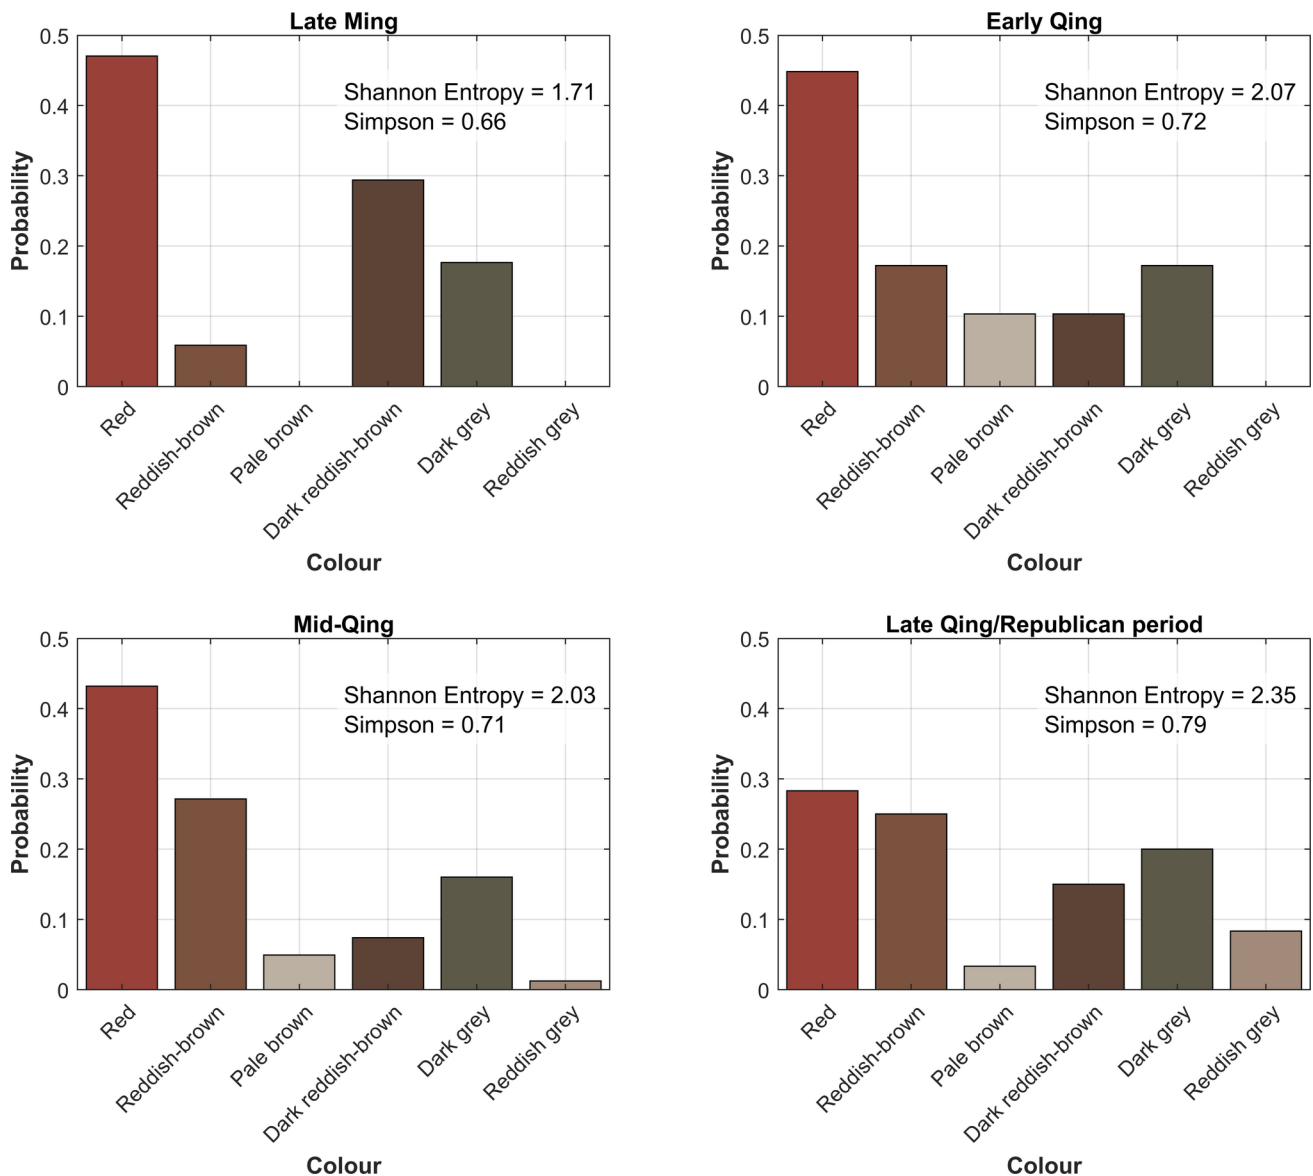 Late Ming
Shannon Entropy = 1.71
Simpson = 0.66
Probability
0.5
0.4
0.3
0.2
0.1
0
Red
Reddish-brown
Pale brown
Dark reddish-brown
Dark grey
Reddish grey
Colour
Early Qing
Shannon Entropy = 2.07
Simpson = 0.72
Probability
0.5
0.4
0.3
0.2
0.1
0
Red
Reddish-brown
Pale brown
Dark reddish-brown
Dark grey
Reddish grey
Colour
Mid-Qing
Shannon Entropy = 2.03
Simpson = 0.71
Probability
0.5
0.4
0.3
0.2
0.1
0
Red
Reddish-brown
Pale brown
Dark reddish-brown
Dark grey
Reddish grey
Colour
Late Qing/Republican period
Shannon Entropy = 2.35
Simpson = 0.79
Probability
0.5
0.4
0.3
0.2
0.1
0
Red
Reddish-brown
Pale brown
Dark reddish-brown
Dark grey
Reddish grey
Colour